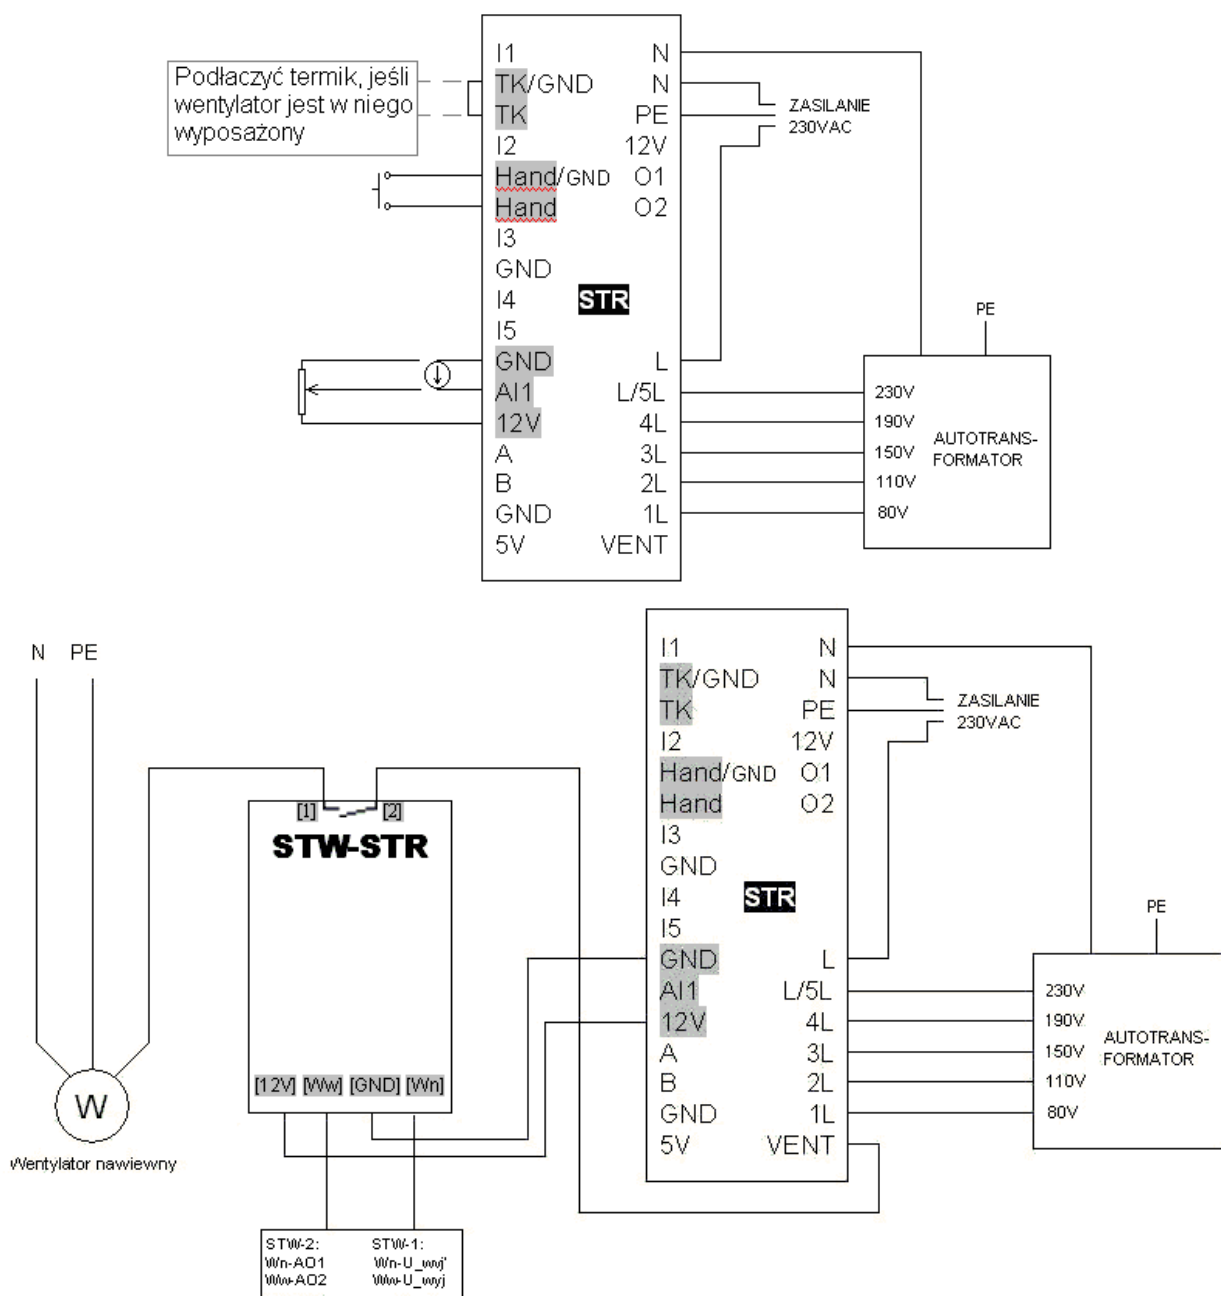 I1 N
Podłaczyć termik, jeśli
wentylator jest w niego
wyposażony
TK/GND N
TK PE
ZASILANIE
230VAC
I2 12V
Hand/GND O1
Hand O2
I3
GND
I4 STR
I5
PE
GND L
AI1 L/5L 230V
12V 4L 190V
A 3L 150V
B 2L 110V
GND 1L 80V
AUTOTRANS-
FORMATOR
5V VENT
N PE
I1 N
TK/GND N
TK PE
ZASILANIE
230VAC
I2 12V
Hand/GND O1
Hand O2
I3
GND
I4 STR
I5
PE
GND L
AI1 L/5L 230V
12V 4L 190V
A 3L 150V
B 2L 110V
GND 1L 80V
AUTOTRANS-
FORMATOR
5V VENT
[1] [2]
STW-STR
[12V] [Ww] [GND] [Wn]
W
Wentylator nawiewny
STW-2:
Wn-AO1
Ww-AO2
STW-1:
Wn-U_wyj'
Ww-U_wyj